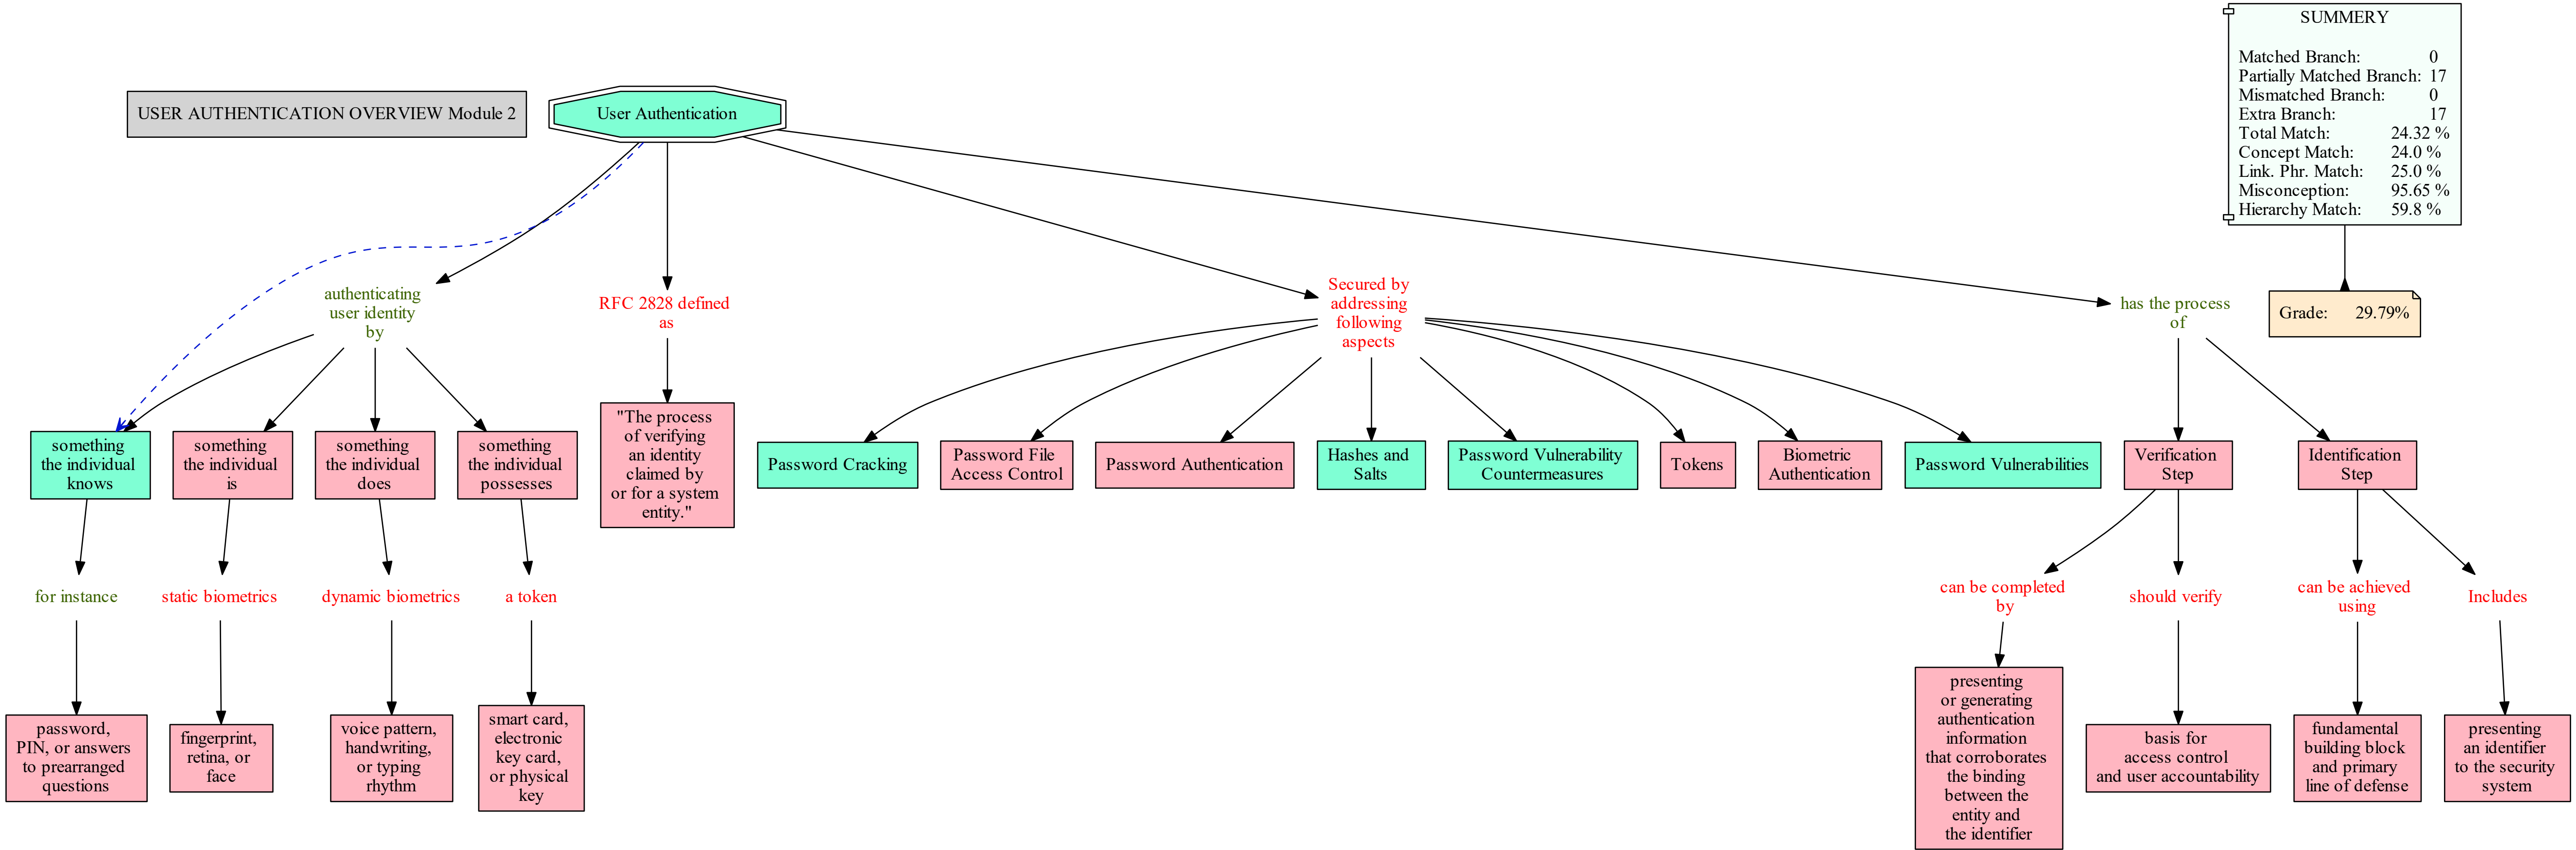 SUMMERY
Matched Branch: 0
Partially Matched Branch: 17
Mismatched Branch: 0
Extra Branch: 17
Total Match: 24.32 %
Concept Match: 24.0 %
Link. Phr. Match: 25.0 %
Misconception: 95.65 %
Hierarchy Match: 59.8 %
USER AUTHENTICATION OVERVIEW Module 2
User Authentication
authenticating
user identity
by
RFC 2828 defined
as
Secured by
addressing
following
aspects
has the process
of
Grade: 29.79%
something
the individual
knows
something
the individual
is
something
the individual
does
something
the individual
possesses
"The process
of verifying
an identity
claimed by
or for a system
entity."
Password Cracking
Password File
Access Control
Password Authentication
Hashes and
Salts
Password Vulnerability
Countermeasures
Tokens
Biometric
Authentication
Password Vulnerabilities
Verification
Step
Identification
Step
for instance
static biometrics
dynamic biometrics
a token
can be completed
by
should verify
can be achieved
using
Includes
password,
PIN, or answers
to prearranged
questions
fingerprint,
retina, or
face
voice pattern,
handwriting,
or typing
rhythm
smart card,
electronic
key card,
or physical
key
presenting
or generating
authentication
information
that corroborates
the binding
between the
entity and
the identifier
basis for
access control
and user accountability
fundamental
building block
and primary
line of defense
presenting
an identifier
to the security
system